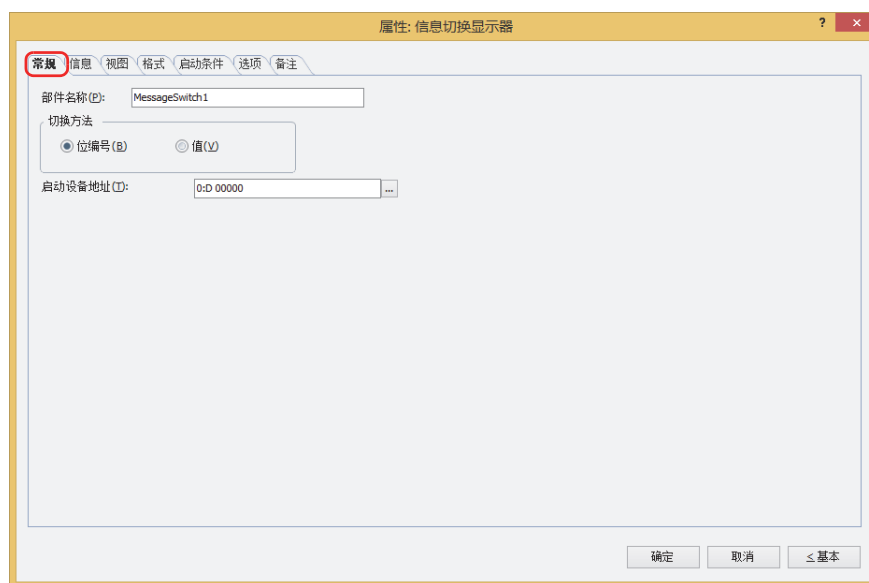 属性: 信息切换显示器
? ×
常规 信息 视图 格式 启动条件 选项 备注
部件名称(P): MessageSwitch1
切换方法
位编号(B) 值(V)
启动设备地址(T): 0:D 00000 ...
确定 取消 ≤基本